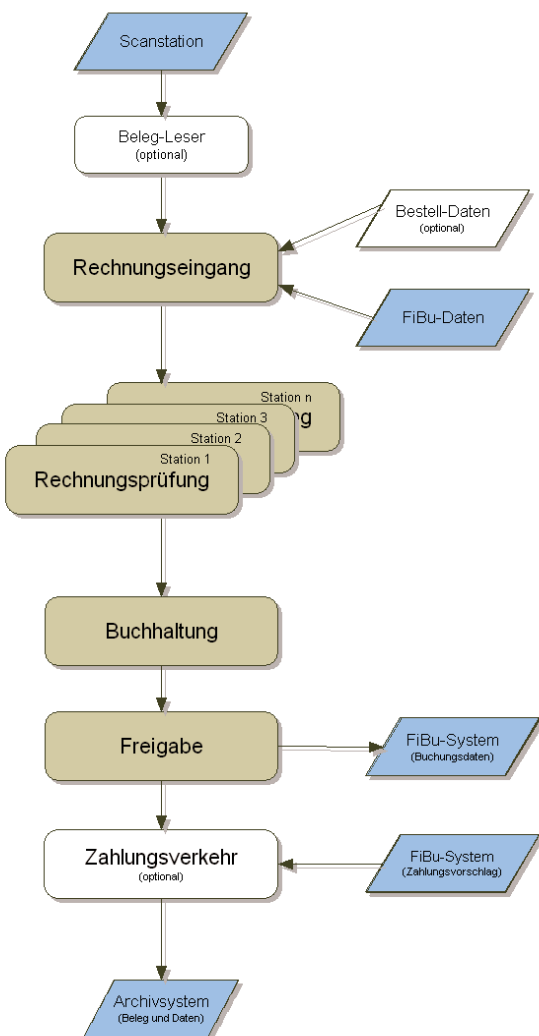 Scanstation
Beleg-Leser
(optional)
Bestell-Daten
(optional)
Rechnungseingang
FiBu-Daten
Station n
Station 3
Station 2
Station 1
Rechnungsprüfung
Buchhaltung
Freigabe
FiBu-System
(Buchungsdaten)
Zahlungsverkehr
(optional)
FiBu-System
(Zahlungsvorschlag)
Archivsystem
(Beleg und Daten)